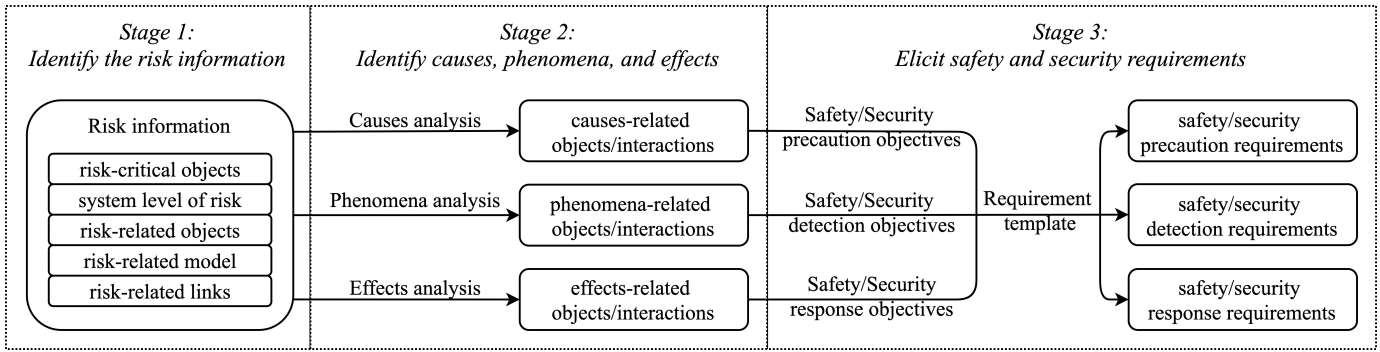 Stage 1:
Identify the risk information
Risk information
risk-critical objects
system level of risk
risk-related objects
risk-related model
risk-related links
Stage 2:
Identify causes, phenomena, and effects
Causes analysis
causes-related
objects/interactions
Phenomena analysis
phenomena-related
objects/interactions
Effects analysis
effects-related
objects/interactions
Stage 3:
Elicit safety and security requirements
Safety/Security
precaution objectives
Safety/Security
detection objectives
Safety/Security
response objectives
Requirement
template
safety/security
precaution requirements
safety/security
detection requirements
safety/security
response requirements